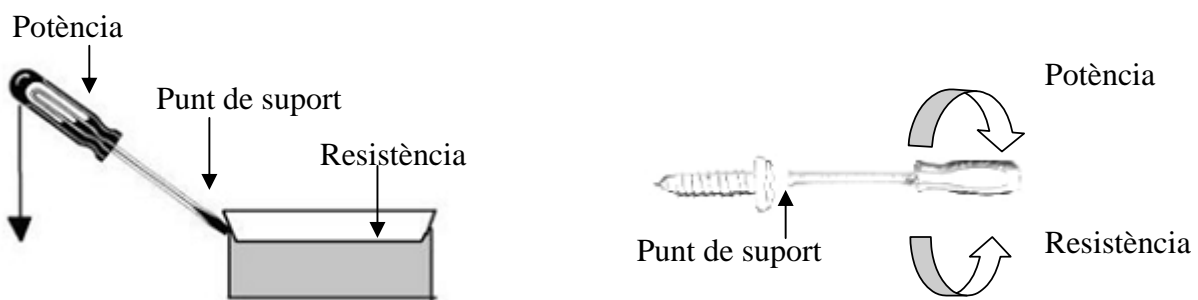 Potència
Punt de suport
Resistència
Potència
Punt de suport
Resistència